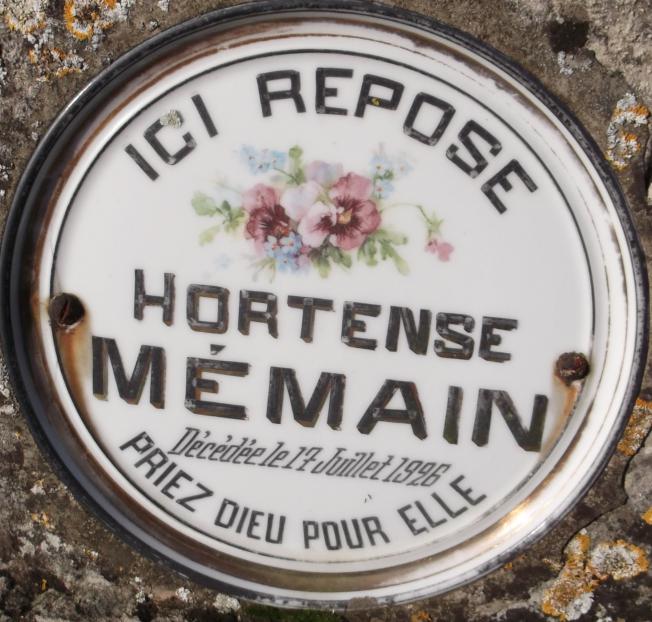 ICI REPOSE
HORTENSE
MÉMAIN
Décédée le 17 Juillet 1926
PRIEZ DIEU POUR ELLE